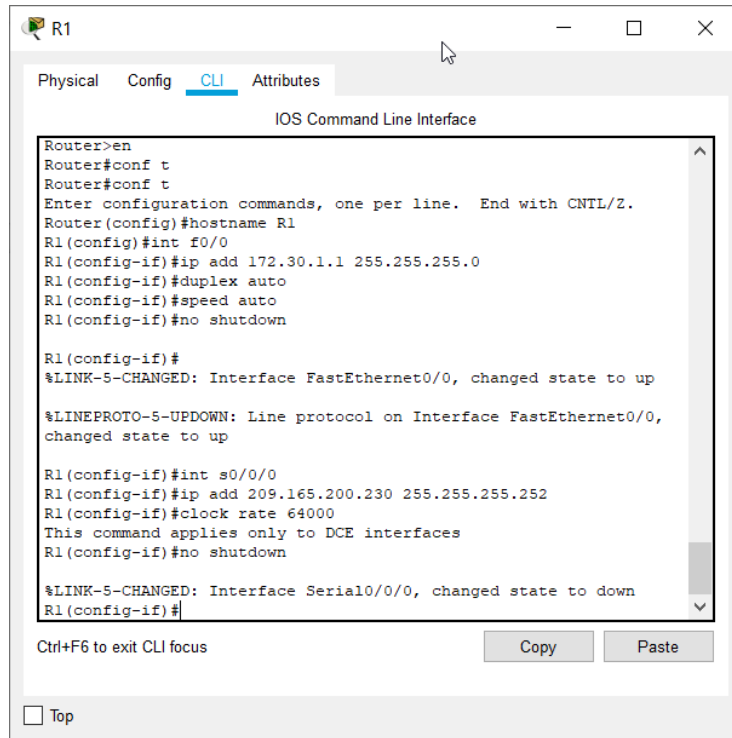 R1
Physical Config CLI Attributes
IOS Command Line Interface
Router>en
Router#conf t
Router#conf t
Enter configuration commands, one per line.  End with CNTL/Z.
Router(config)#hostname R1
R1(config)#int f0/0
R1(config-if)#ip add 172.30.1.1 255.255.255.0
R1(config-if)#duplex auto
R1(config-if)#speed auto
R1(config-if)#no shutdown
R1(config-if)#
%LINK-5-CHANGED: Interface FastEthernet0/0, changed state to up
%LINEPROTO-5-UPDOWN: Line protocol on Interface FastEthernet0/0,
changed state to up
R1(config-if)#int s0/0/0
R1(config-if)#ip add 209.165.200.230 255.255.255.252
R1(config-if)#clock rate 64000
This command applies only to DCE interfaces
R1(config-if)#no shutdown
%LINK-5-CHANGED: Interface Serial0/0/0, changed state to down
R1(config-if)#
Ctrl+F6 to exit CLI focus Copy Paste
Top